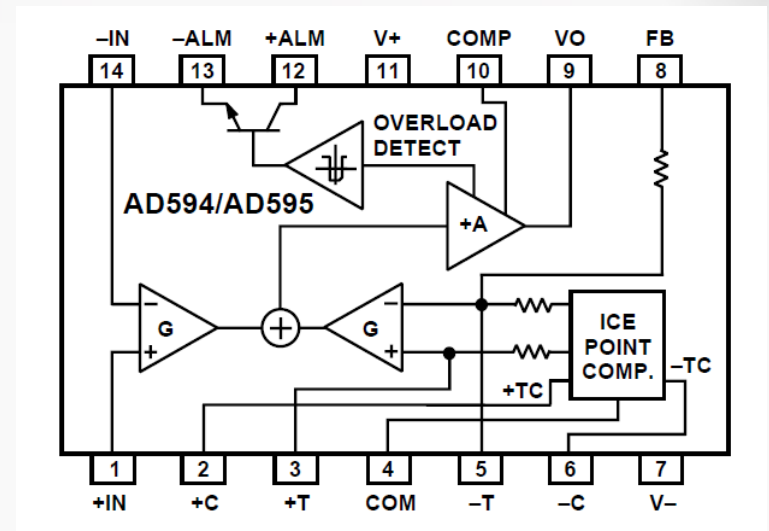 –IN –ALM +ALM V+ COMP VO FB
14 13 12 11 10 9 8
OVERLOAD
DETECT
AD594/AD595
+A
– –
G + G
+ +
ICE
POINT
COMP.
–TC
+TC
1 2 3 4 5 6 7
+IN +C +T COM –T –C V–